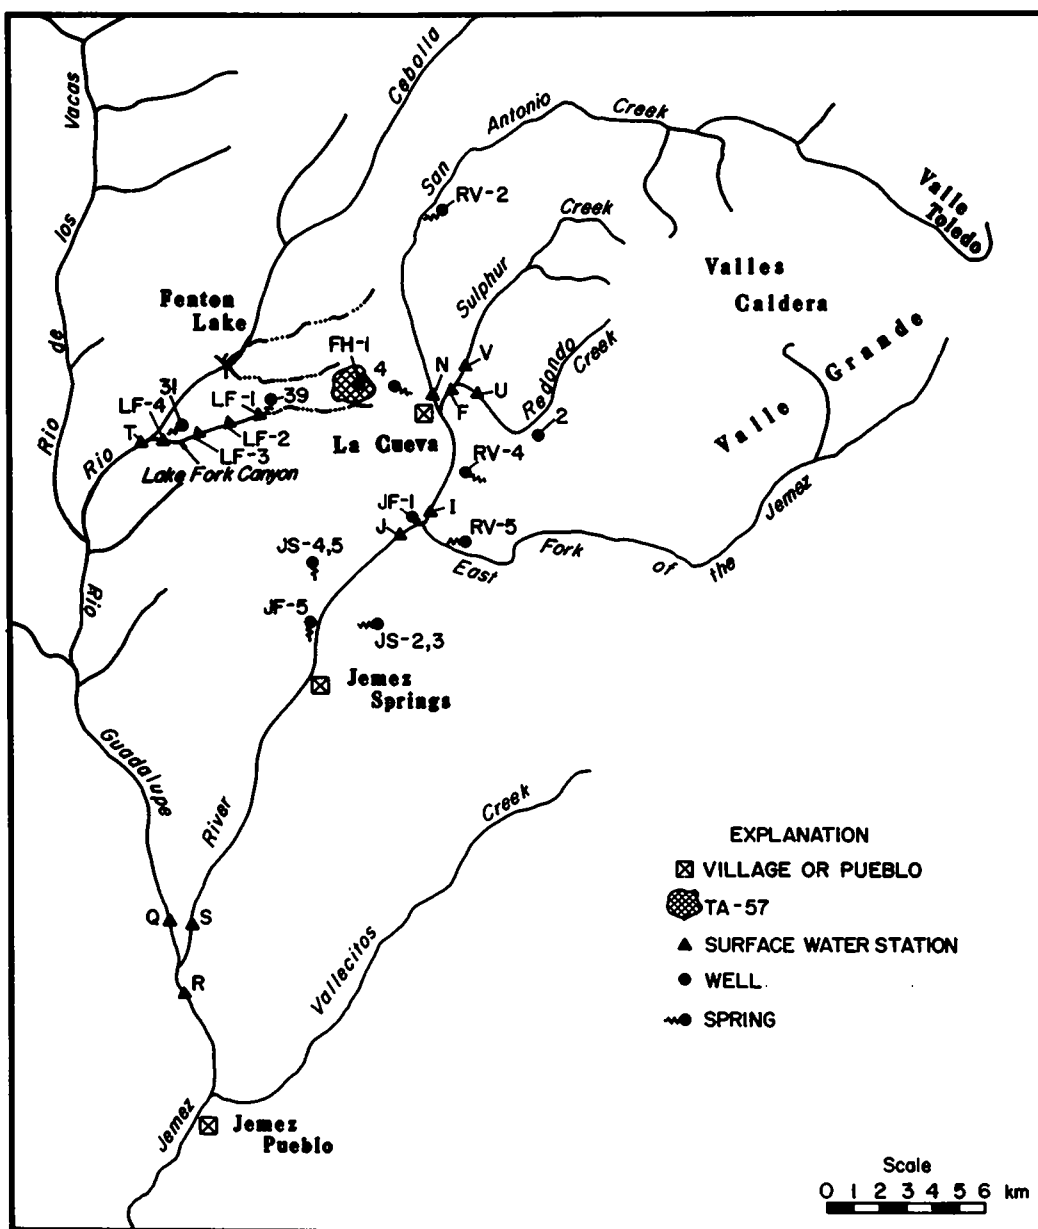 Vacas
los
de
Rio
Cebolla
San
Antonio
Creek
RV-2
Valle
Toledo
Creek
Sulphur
Valles
Caldera
Fenton
Lake
FH-1
4
N
V
U
F
Redondo
Creek
Valle
Grande
31
LF-4
LF-1
39
T
LF-2
LF-3
Rio
Lake Fork Canyon
La Cueva
2
RV-4
JF-1
I
J
RV-5
East
Fork
of
the
Jemez
JS-4,5
JF-5
JS-2,3
Rio
Jemez
Springs
Guadalupe
River
Creek
Vallecitos
Q
S
R
Jemez
Jemez
Pueblo
EXPLANATION
VILLAGE OR PUEBLO
TA-57
SURFACE WATER STATION
WELL
SPRING
Scale
0 1 2 3 4 5 6 km